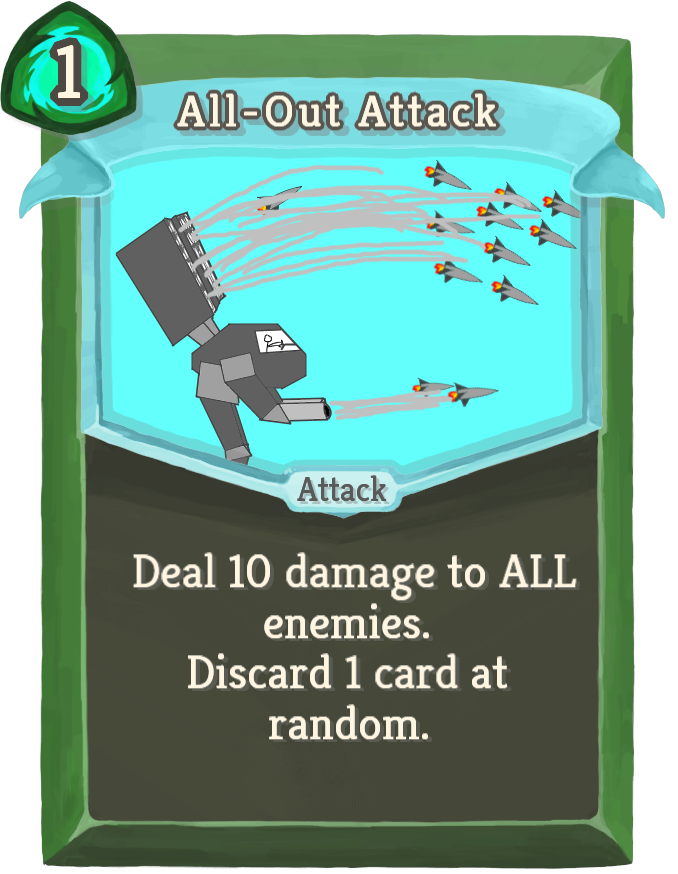 1
All-Out Attack
Attack
Deal 10 damage to ALL
enemies.
Discard 1 card at
random.